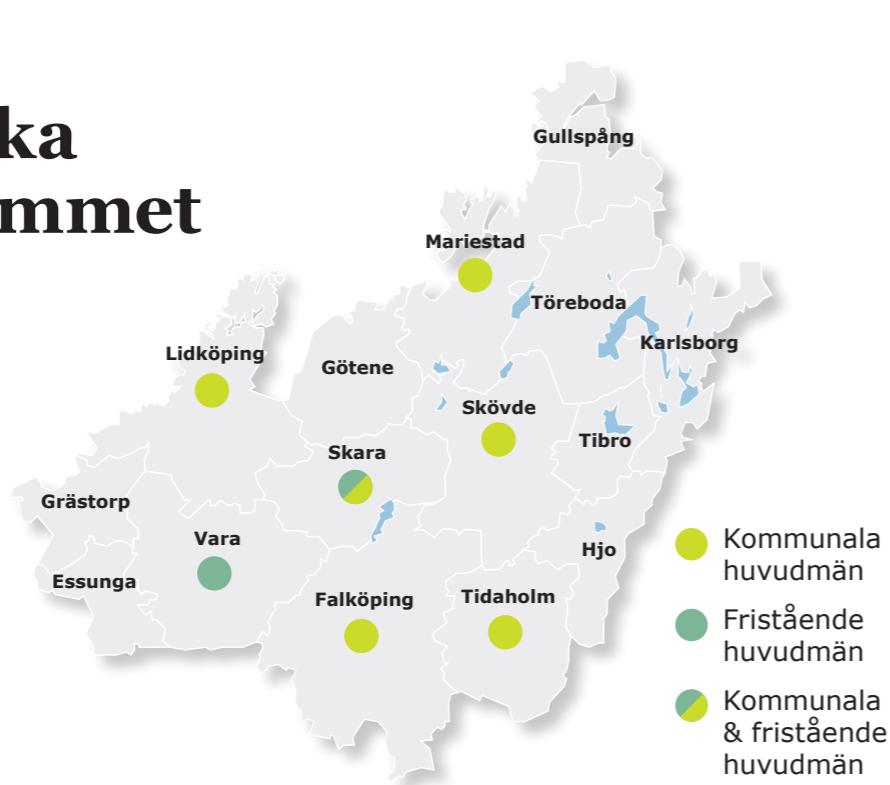 ka
mmet
Gullspång
Mariestad
Töreboda
Karlsborg
Lidköping
Götene
Skövde
Tibro
Skara
Grästorp
Vara
Hjo
Essunga
Falköping
Tidaholm
Kommunala
huvudmän
Fristående
huvudmän
Kommunala
& fristående
huvudmän